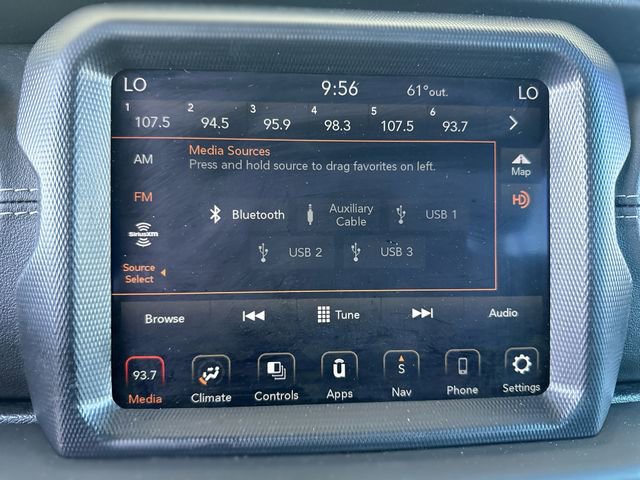 LO 9:56 61°out. LO
1 2 3 4 5 6
107.5 94.5 95.9 98.3 107.5 93.7
AM
FM
SiriusXM
Source
Select
Media Sources
Press and hold source to drag favorites on left.
Bluetooth
Auxiliary
Cable
USB 1
USB 2
USB 3
Map
HD
Browse Tune Audio
93.7 ū S
Media Climate Controls Apps Nav Phone Settings